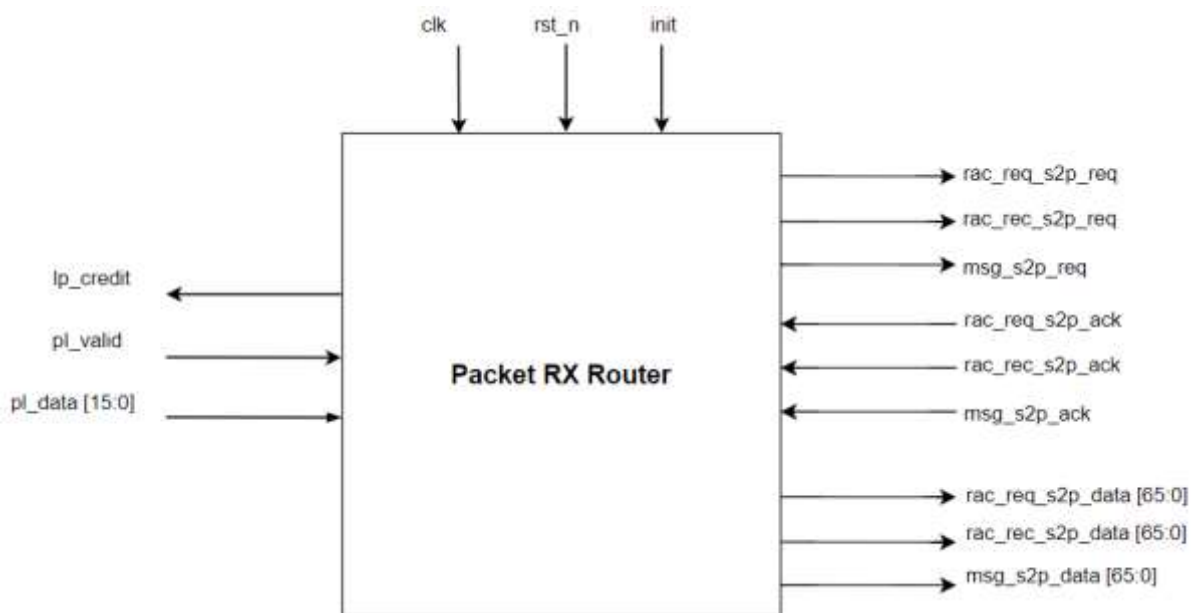 clk rst_n init
rac_req_s2p_req
rac_rec_s2p_req
msg_s2p_req
lp_credit
rac_req_s2p_ack
pl_valid
rac_rec_s2p_ack
Packet RX Router
pl_data [15:0]
msg_s2p_ack
rac_req_s2p_data [65:0]
rac_rec_s2p_data [65:0]
msg_s2p_data [65:0]